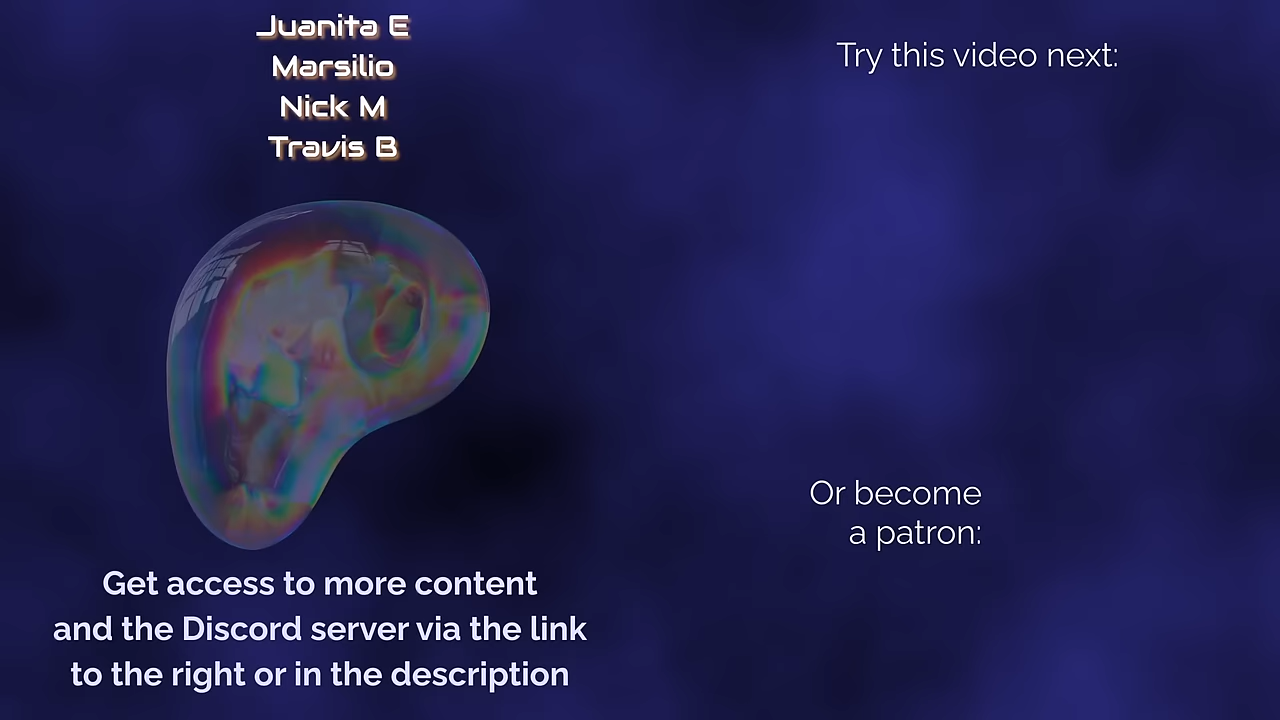 Juanita E
Marsilio
Nick M
Travis B
Get access to more content
and the Discord server via the link
to the right or in the description
Try this video next:
Or become
a patron: